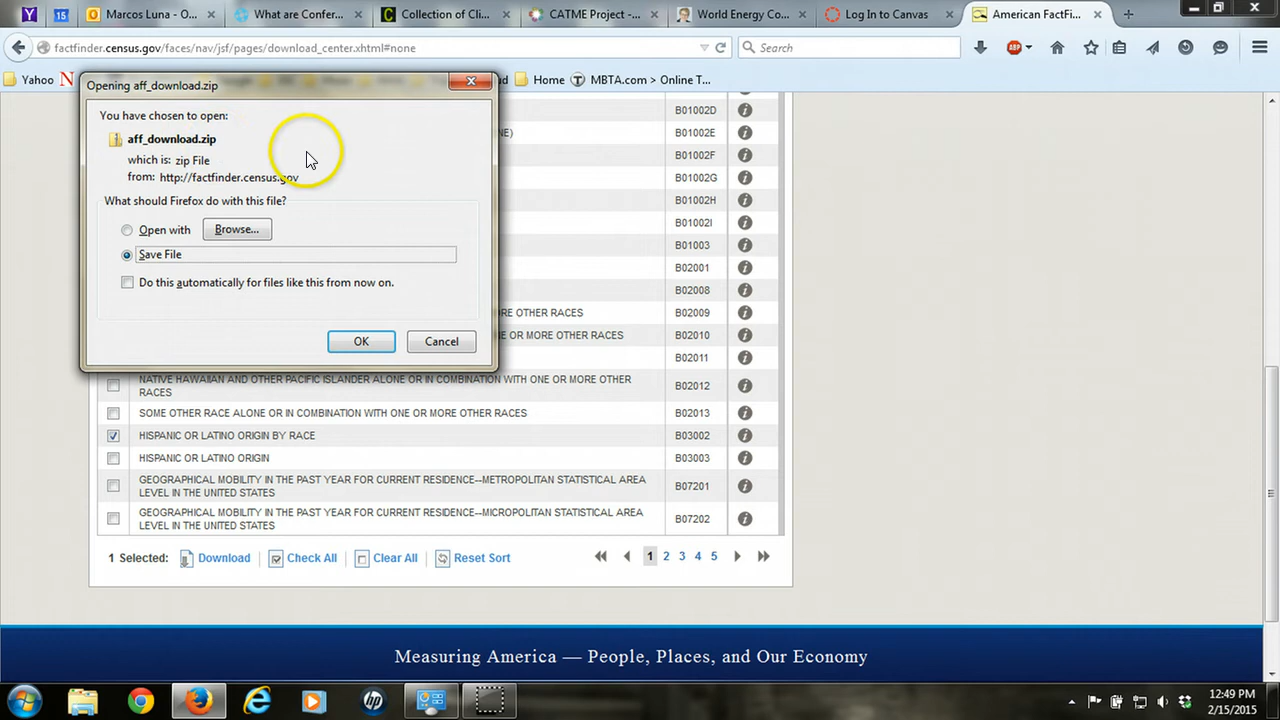 Marcos Luna - O...
What are Confer...
Collection of Cli...
CATME Project -...
World Energy Co...
Log In to Canvas
American FactFi...
factfinder.census.gov/faces/nav/jsf/pages/download_center.xhtml#none
Search
Yahoo
Home
MBTA.com > Online T...
Opening aff_download.zip
You have chosen to open:
aff_download.zip
which is: zip File
from: http://factfinder.census.gov
What should Firefox do with this file?
Open with
Browse...
Save File
Do this automatically for files like this from now on.
OK
Cancel
B01002D
NE) B01002E
B01002F
B01002G
B01002H
B01002I
B01003
B02001
B02008
RE OTHER RACES B02009
ONE OR MORE OTHER RACES B02010
B02011
NATIVE HAWAIIAN AND OTHER PACIFIC ISLANDER ALONE OR IN COMBINATION WITH ONE OR MORE OTHER
RACES B02012
SOME OTHER RACE ALONE OR IN COMBINATION WITH ONE OR MORE OTHER RACES B02013
HISPANIC OR LATINO ORIGIN BY RACE B03002
HISPANIC OR LATINO ORIGIN B03003
GEOGRAPHICAL MOBILITY IN THE PAST YEAR FOR CURRENT RESIDENCE--METROPOLITAN STATISTICAL AREA
LEVEL IN THE UNITED STATES B07201
GEOGRAPHICAL MOBILITY IN THE PAST YEAR FOR CURRENT RESIDENCE--MICROPOLITAN STATISTICAL AREA
LEVEL IN THE UNITED STATES B07202
1 Selected: Download Check All Clear All Reset Sort 1 2 3 4 5
Measuring America — People, Places, and Our Economy
12:49 PM
2/15/2015